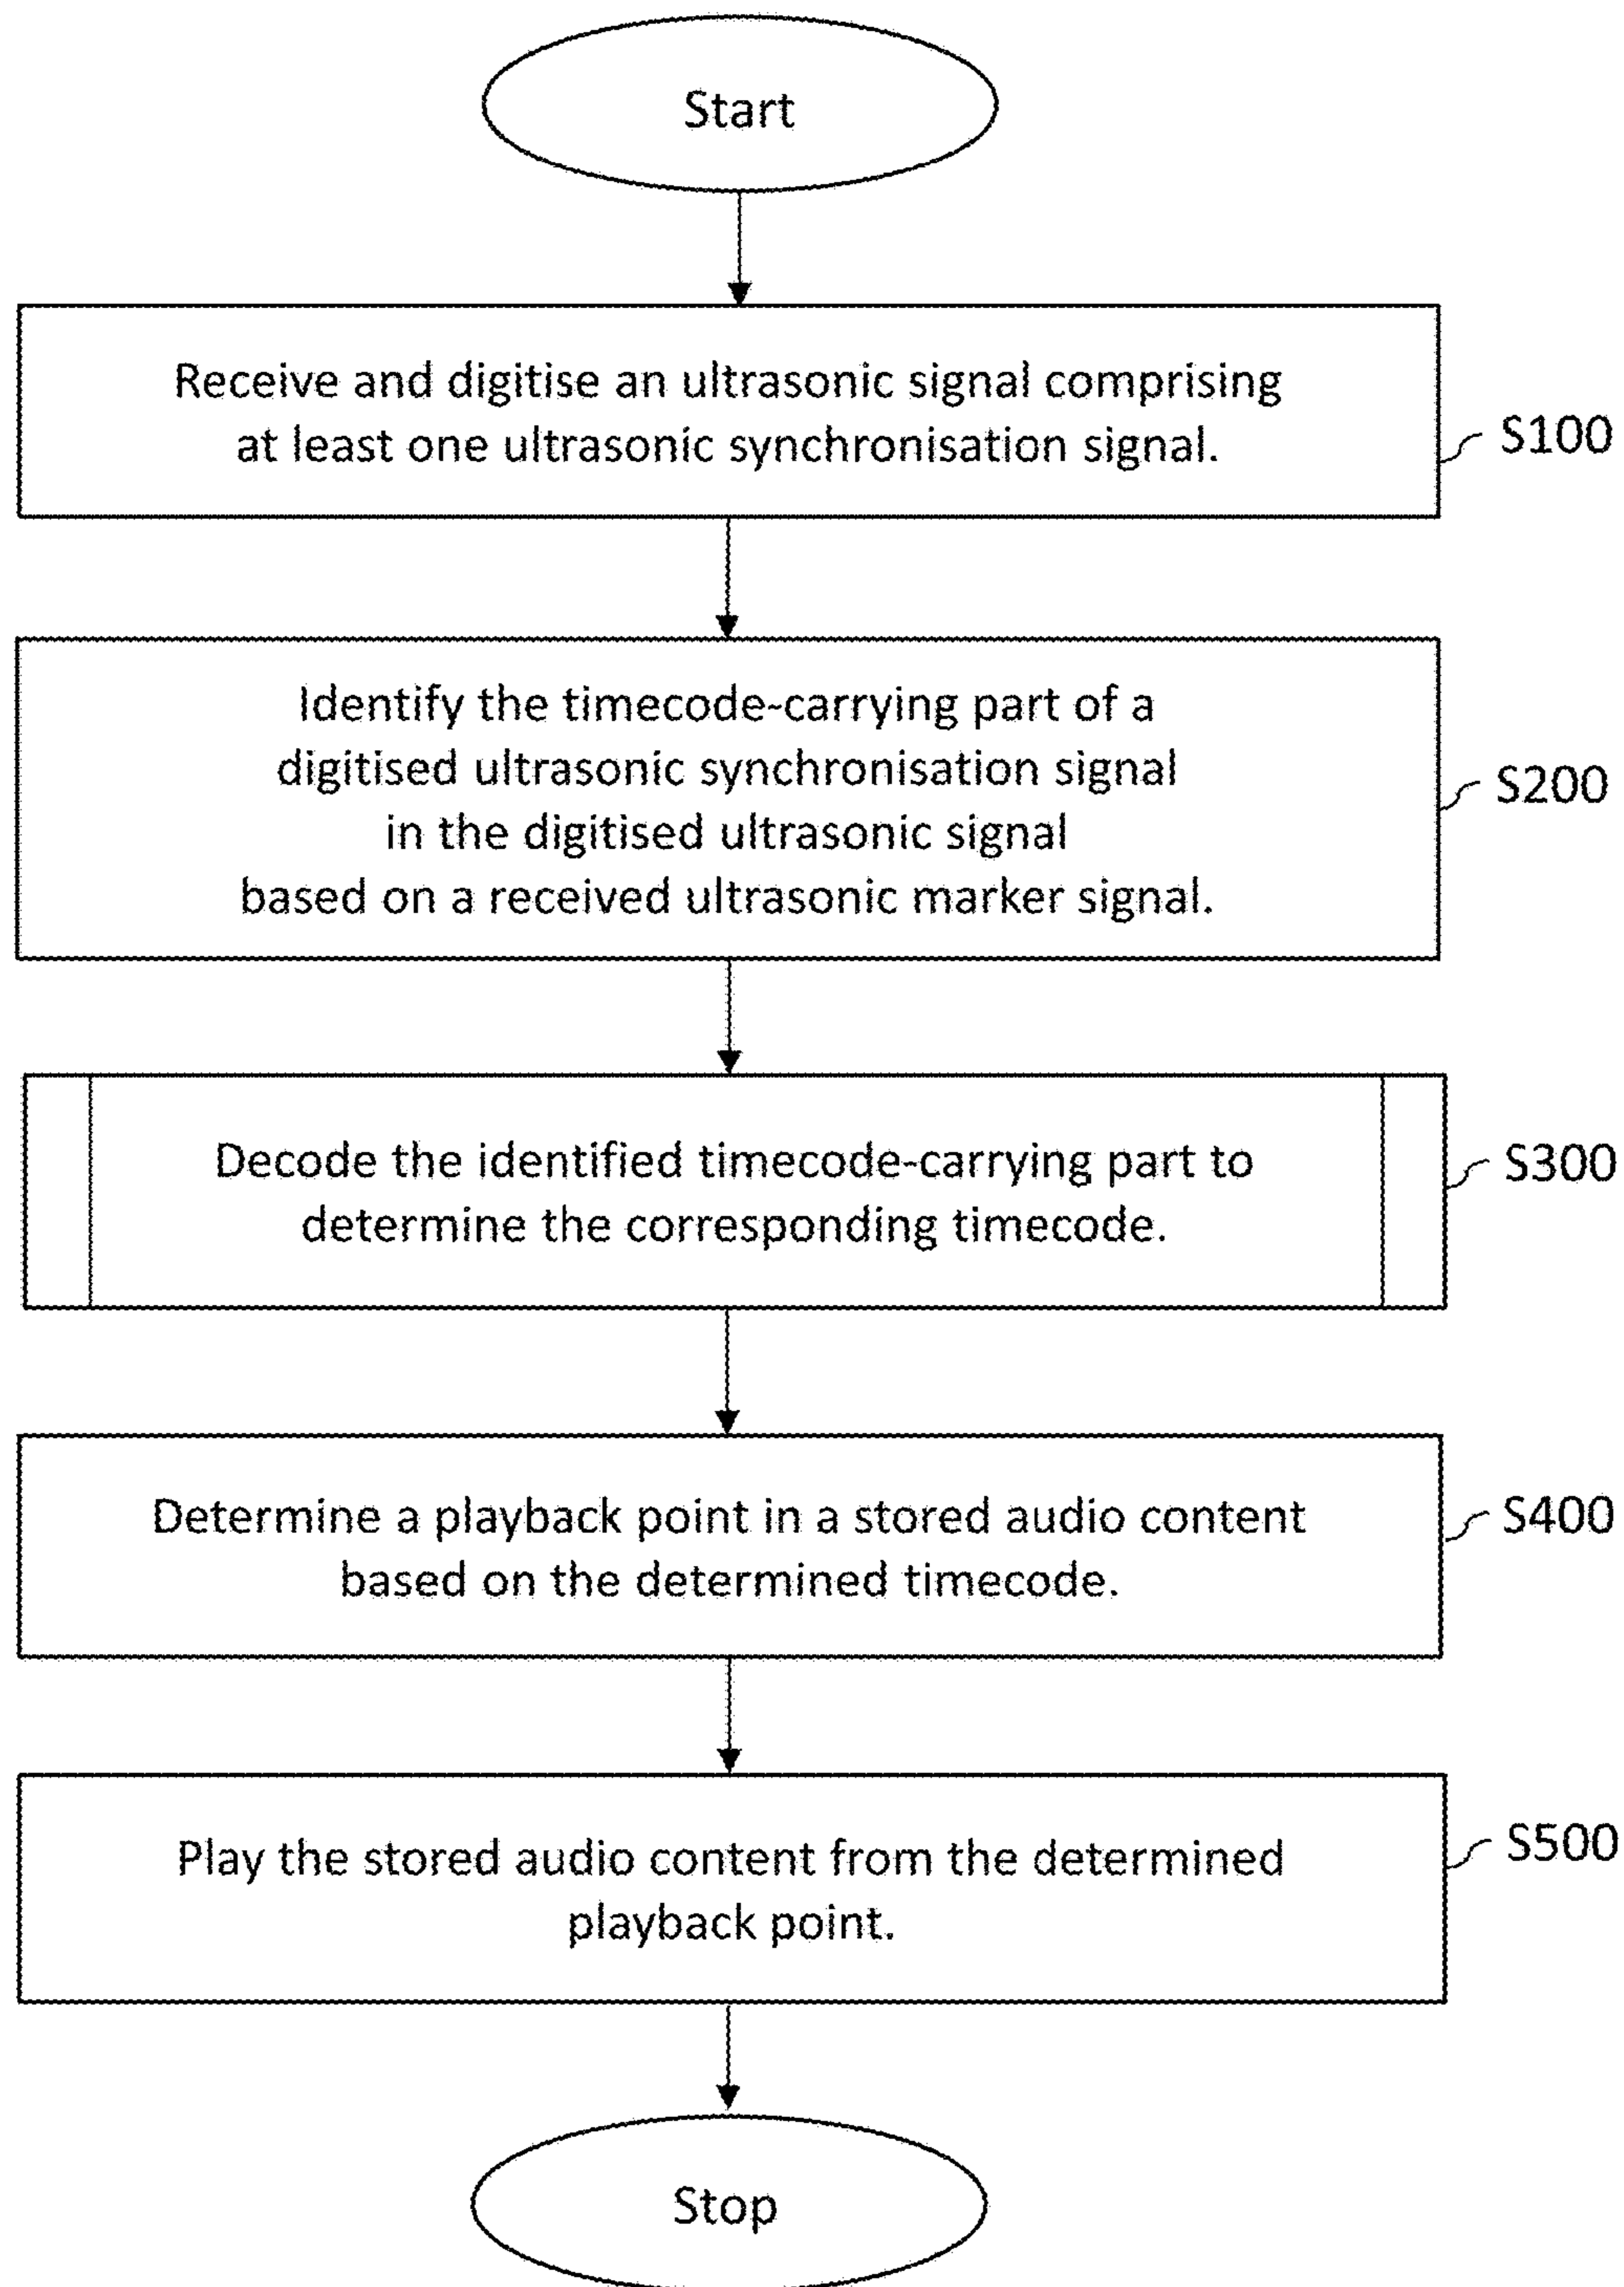 Start
Receive and digitise an ultrasonic signal comprising
at least one ultrasonic synchronisation signal.
S100
Identify the timecode-carrying part of a
digitised ultrasonic synchronisation signal
in the digitised ultrasonic signal
based on a received ultrasonic marker signal.
S200
Decode the identified timecode-carrying part to
determine the corresponding timecode.
S300
Determine a playback point in a stored audio content
based on the determined timecode.
S400
Play the stored audio content from the determined
playback point.
S500
Stop